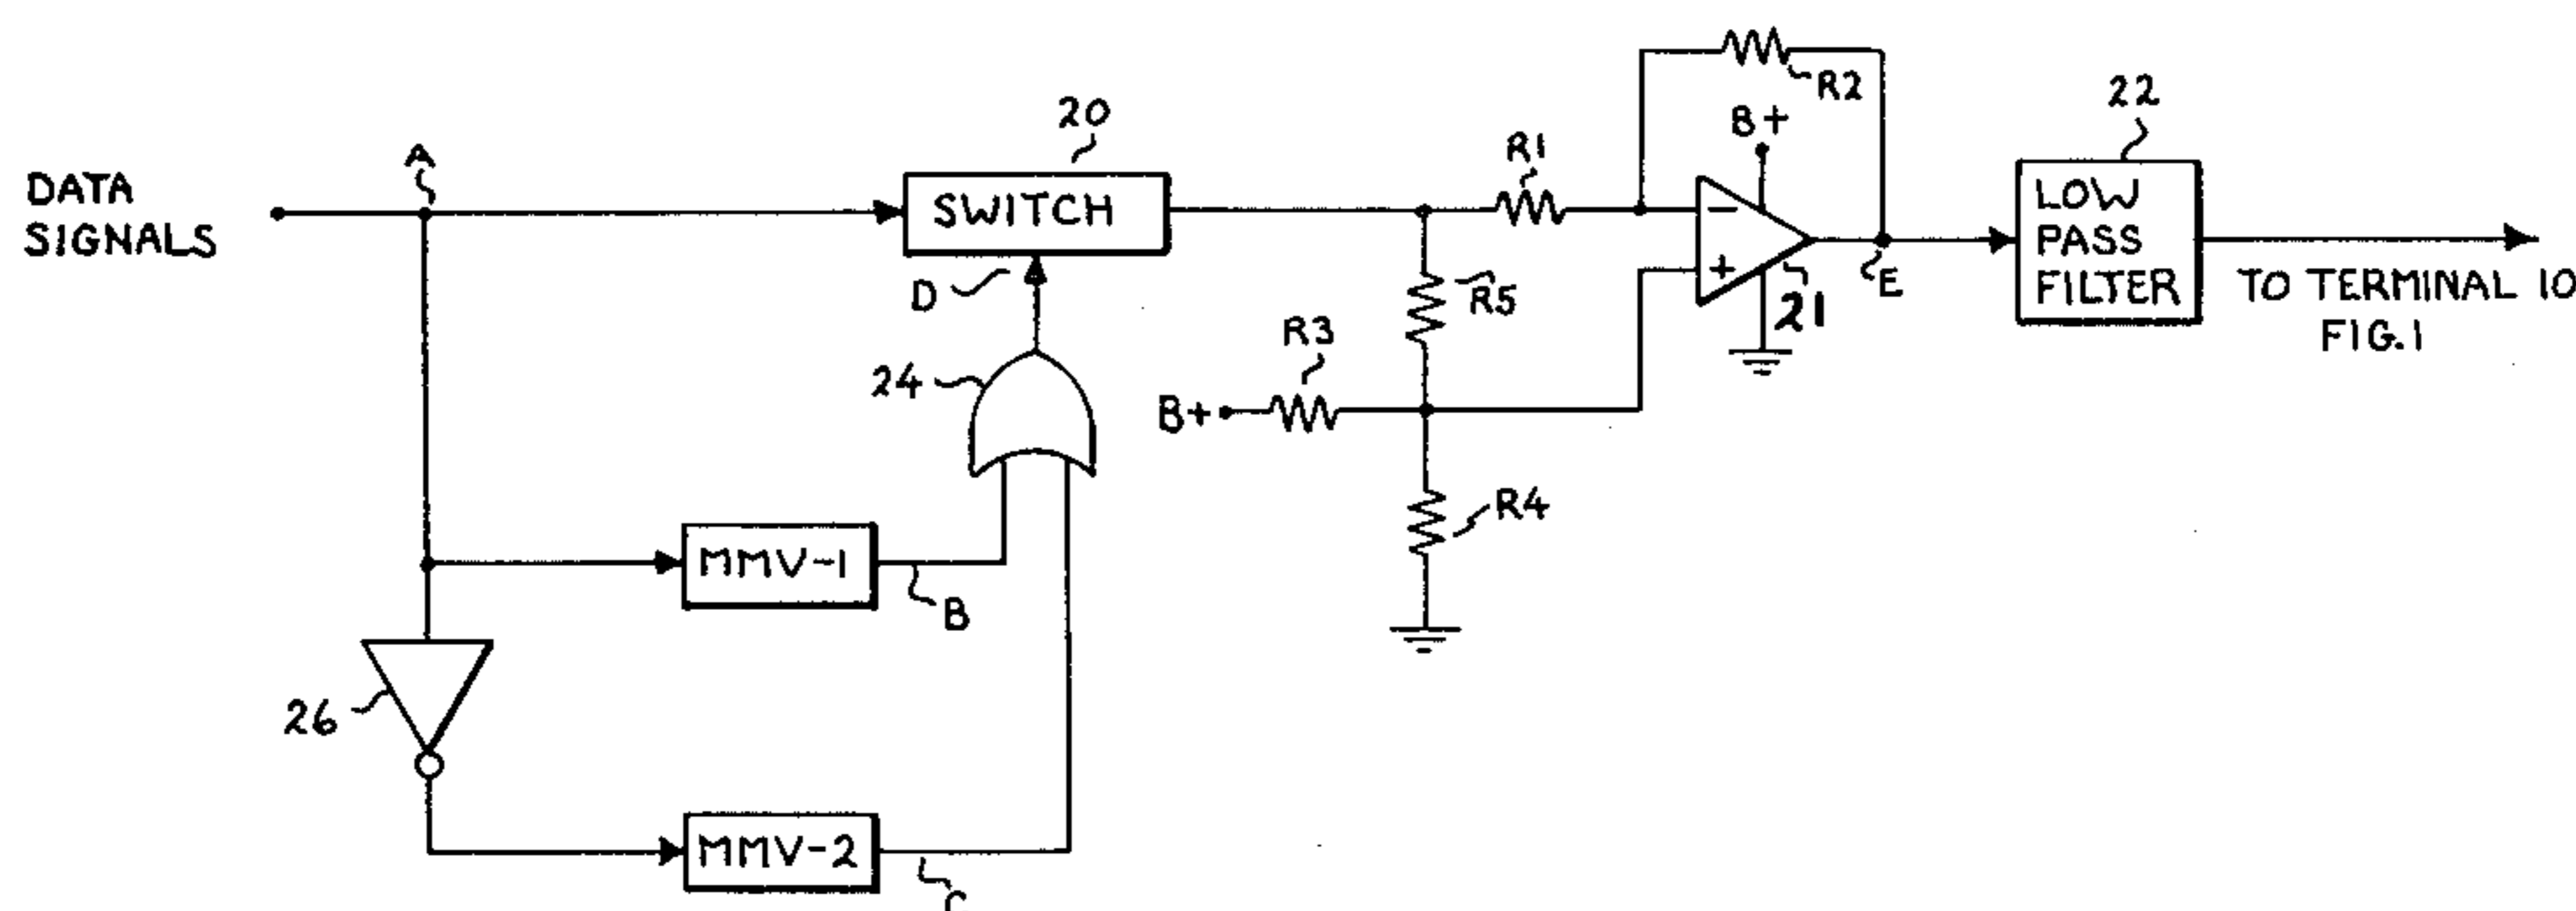 DATA
SIGNALS
A
20
SWITCH
D
24
R1
R2
B+
−
+
21
E
22
LOW
PASS
FILTER
TO TERMINAL 10
FIG.1
R5
R3
B+
R4
MMV-1
B
26
MMV-2
C